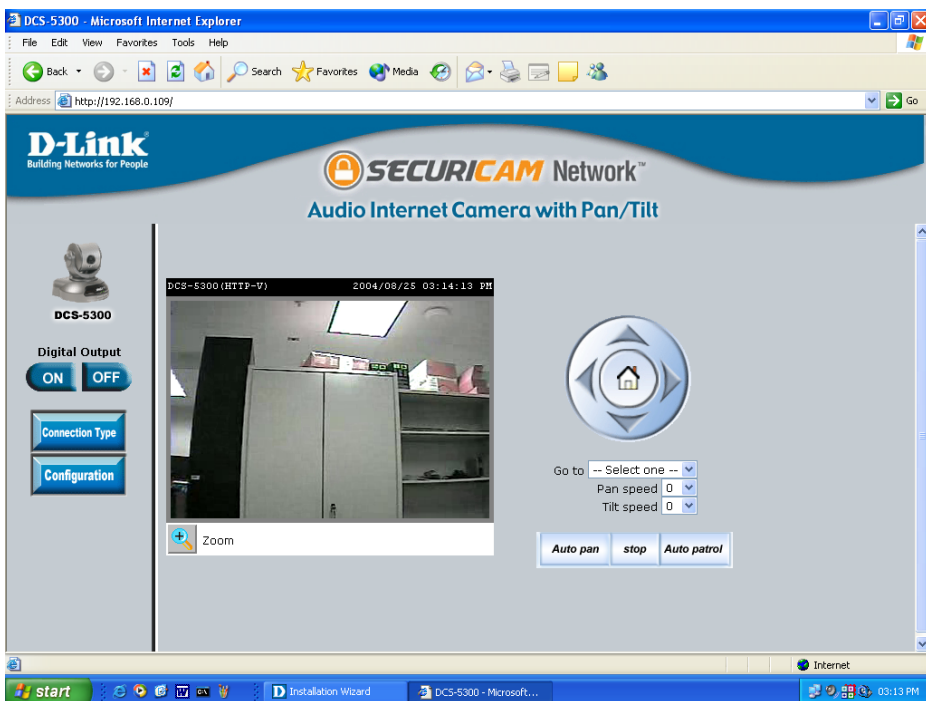 DCS-5300 - Microsoft Internet Explorer
File Edit View Favorites Tools Help
Back Search Favorites Media
Address http://192.168.0.109/ Go
D-Link®
Building Networks for People
SECURICAM Network™
Audio Internet Camera with Pan/Tilt
DCS-5300
Digital Output
ON OFF
Connection Type
Configuration
DCS-5300(HTTP-V) 2004/08/25 03:14:13 PM
Zoom
Go to -- Select one --
Pan speed 0
Tilt speed 0
Auto pan stop Auto patrol
Internet
start Installation Wizard DCS-5300 - Microsoft... 03:13 PM